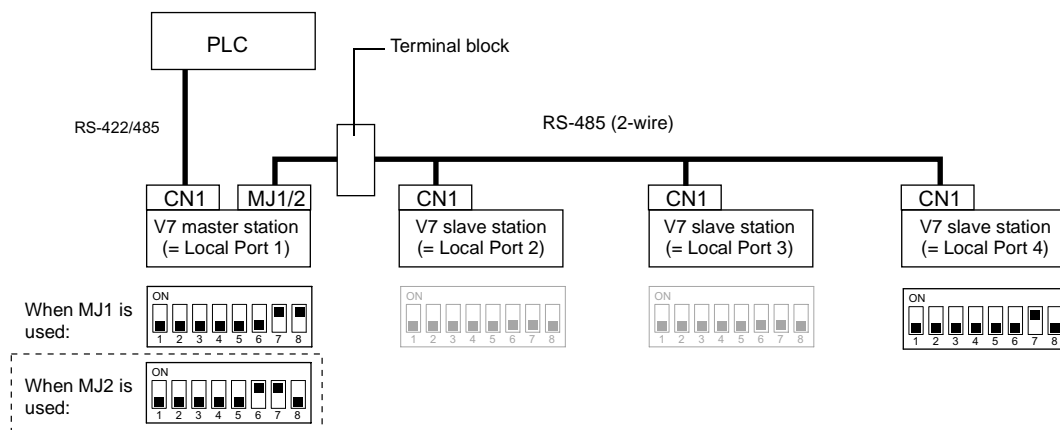 PLC
Terminal block
RS-422/485
RS-485 (2-wire)
CN1
MJ1/2
CN1
CN1
CN1
V7 master station
(= Local Port 1)
V7 slave station
(= Local Port 2)
V7 slave station
(= Local Port 3)
V7 slave station
(= Local Port 4)
When MJ1 is
used:
ON
1 2 3 4 5 6 7 8
ON
1 2 3 4 5 6 7 8
ON
1 2 3 4 5 6 7 8
ON
1 2 3 4 5 6 7 8
When MJ2 is
used:
ON
1 2 3 4 5 6 7 8